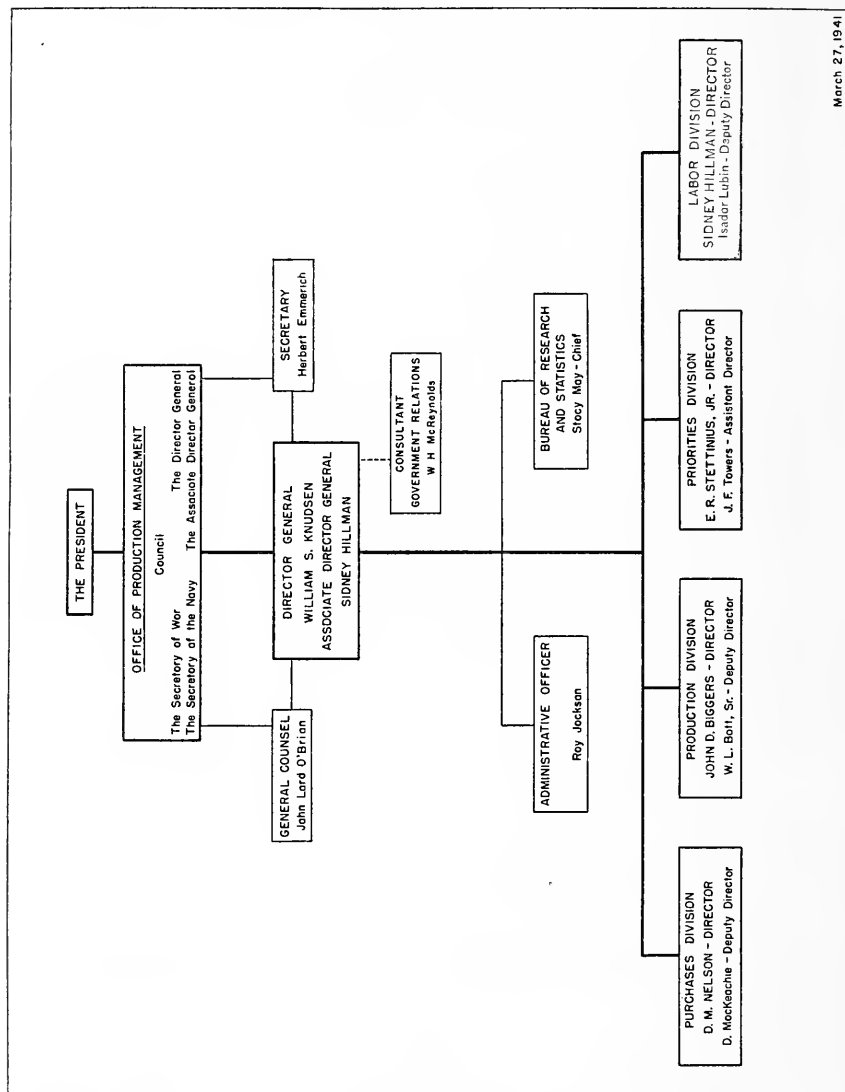 THE PRESIDENT
OFFICE OF PRODUCTION MANAGEMENT
Council
The Secretary of War The Director General
The Secretary of the Navy The Associate Director General
GENERAL COUNSEL
John Lord O'Brian
DIRECTOR GENERAL
WILLIAM S. KNUDSEN
ASSOCIATE DIRECTOR GENERAL
SIDNEY HILLMAN
SECRETARY
Herbert Emmerich
CONSULTANT
GOVERNMENT RELATIONS
W H McReynolds
ADMINISTRATIVE OFFICER
Roy Jackson
BUREAU OF RESEARCH
AND STATISTICS
Stacy May - Chief
PURCHASES DIVISION
D. M. NELSON - DIRECTOR
D. MacKeachie - Deputy Director
PRODUCTION DIVISION
JOHN D. BIGGERS - DIRECTOR
W. L. Batt, Sr. - Deputy Director
PRIORITIES DIVISION
E. R. STETTINIUS, JR. - DIRECTOR
J. F. Towers - Assistant Director
LABOR DIVISION
SIDNEY HILLMAN - DIRECTOR
Isador Lubin - Deputy Director
March 27, 1941